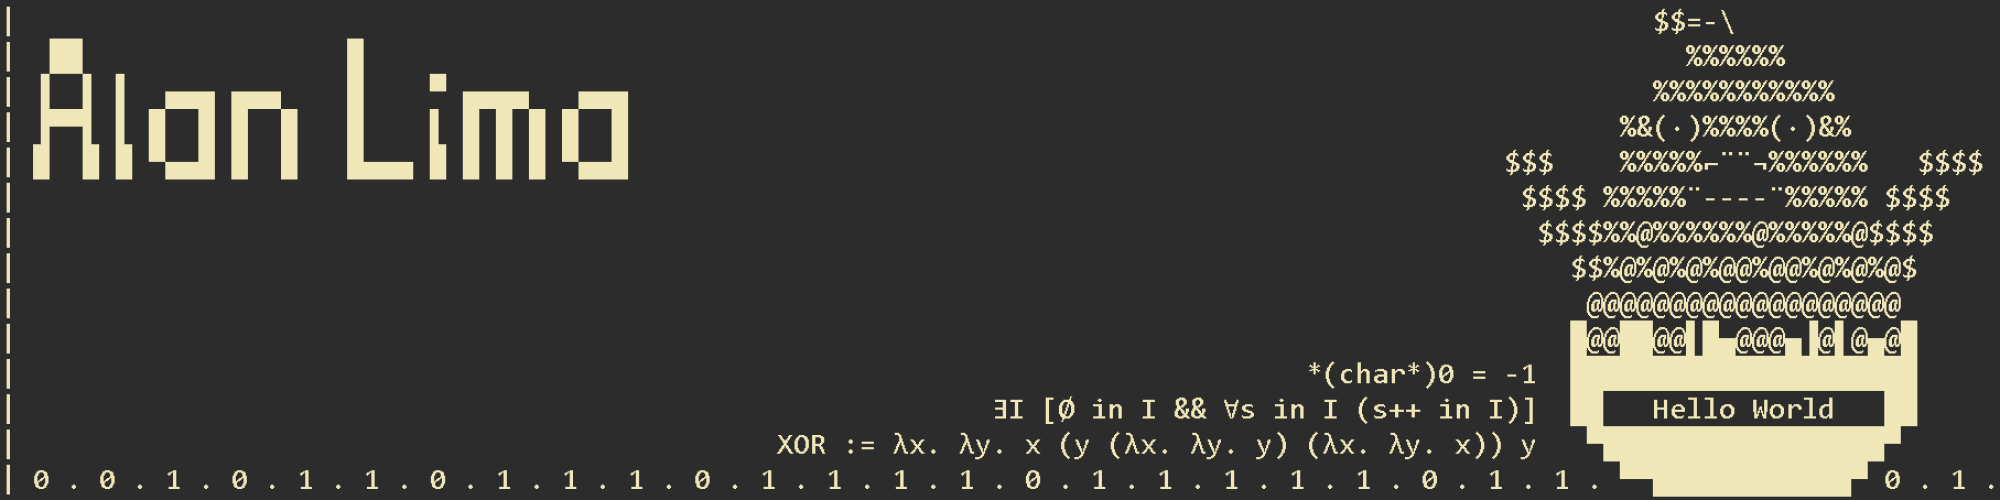 Alan Lima
*(char*)0 = -1
∃I [Ø in I && ∀s in I (s++ in I)]
Hello World
XOR := λx. λy. x (y (λx. λy. y) (λx. λy. x)) y
0 . 0 . 1 . 0 . 1 . 1 . 0 . 1 . 1 . 1 . 0 . 1 . 1 . 1 . 1 . 0 . 1 . 1 . 1 . 1 . 1 . 0 . 1 . 1 . 0 . 1 .